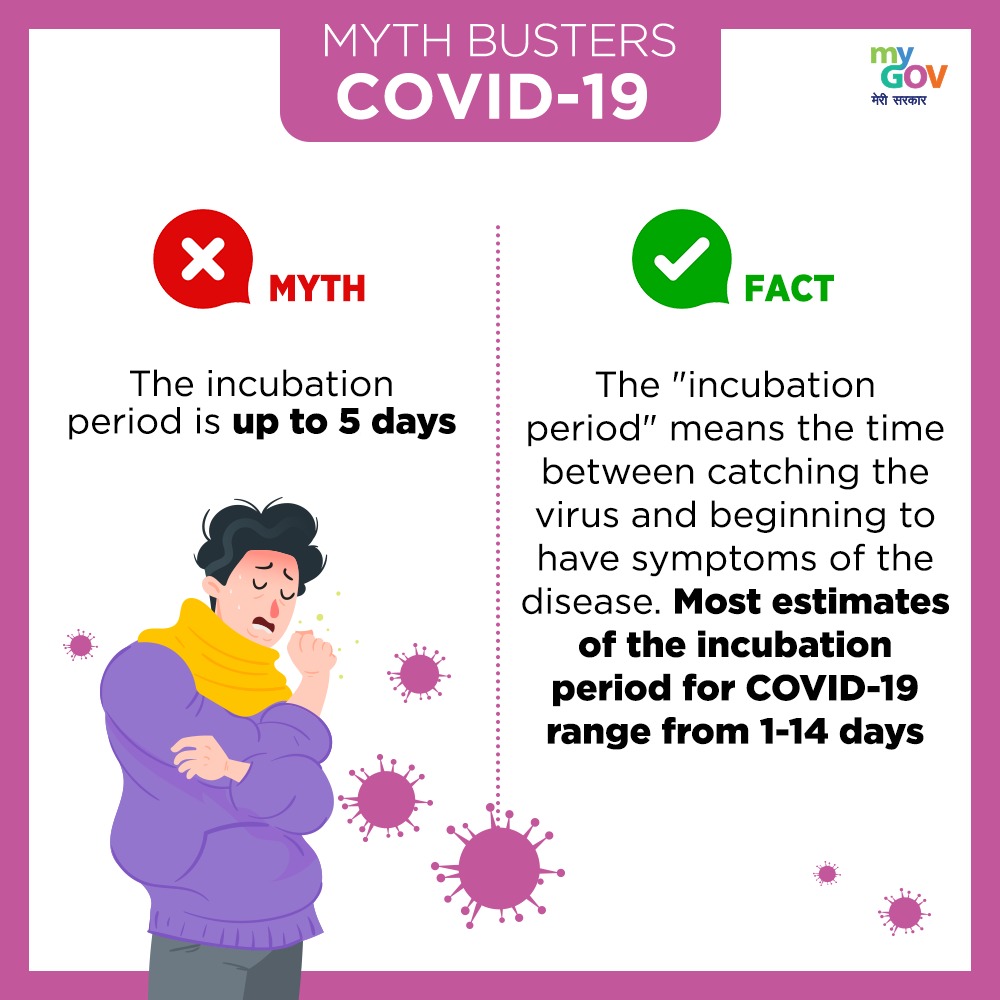 MYTH BUSTERS
COVID-19
my
GOV
मेरी सरकार
MYTH
The incubation
period is up to 5 days
FACT
The "incubation
period" means the time
between catching the
virus and beginning to
have symptoms of the
disease. Most estimates
of the incubation
period for COVID-19
range from 1-14 days